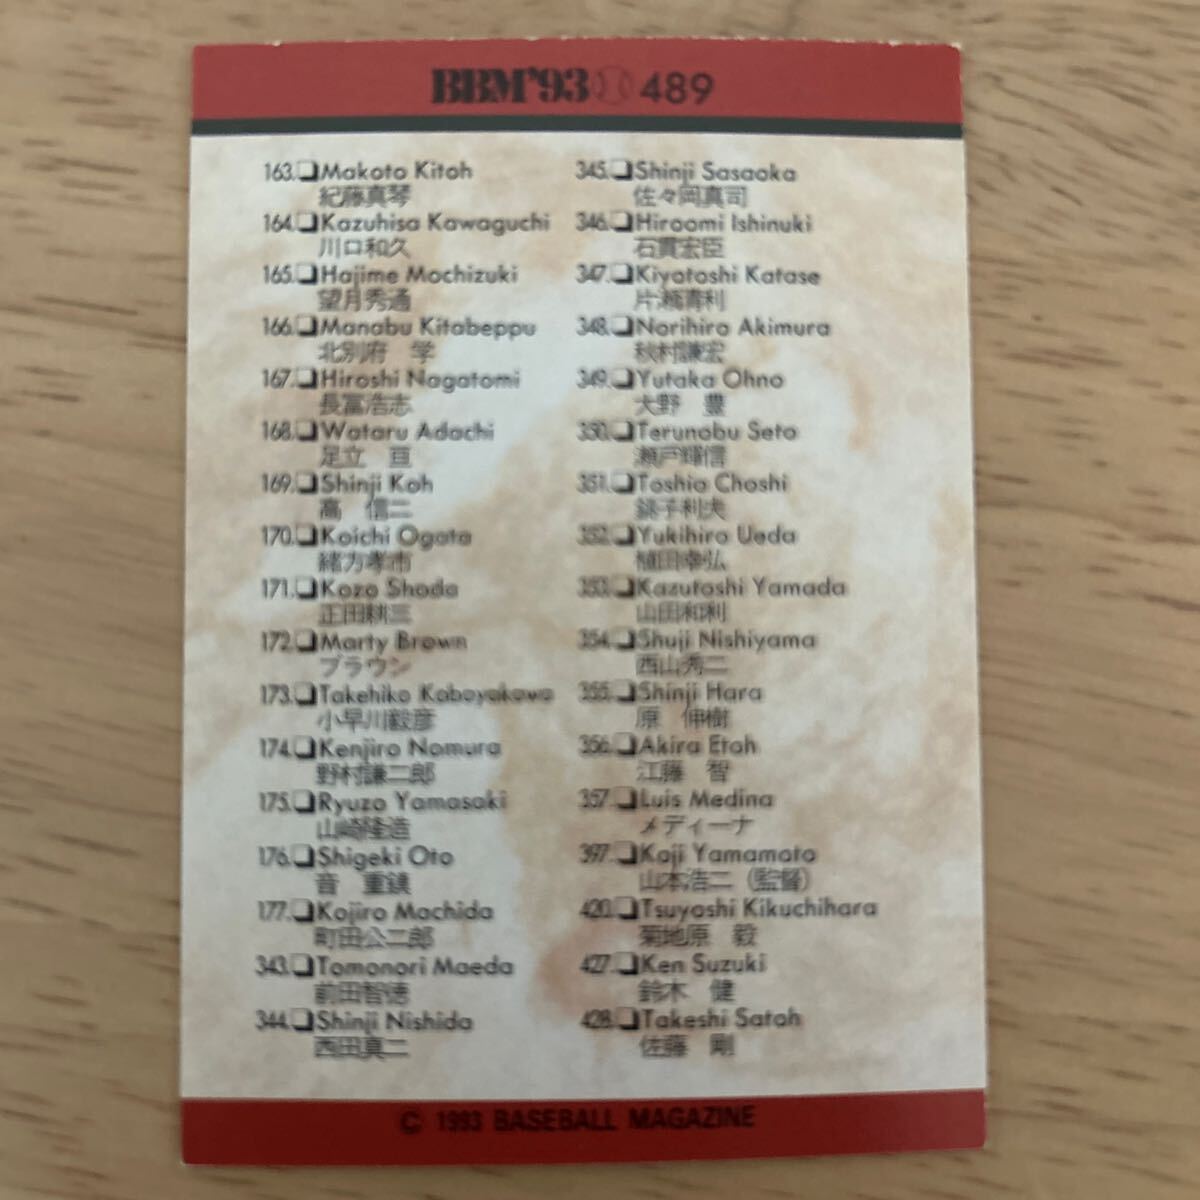 BBM'93 489
163.❏Makoto Kitoh
紀藤真琴
164.❏Kazuhisa Kawaguchi
川口和久
165.❏Hajime Mochizuki
望月秀通
166.❏Manabu Kitabeppu
北別府 学
167.❏Hiroshi Nagatomi
長冨浩志
168.❏Wataru Adachi
足立 亘
169.❏Shinji Koh
高 信二
170.❏Koichi Ogata
緒方孝市
171.❏Kozo Shoda
正田耕三
172.❏Marty Brown
ブラウン
173.❏Takehiko Kobayakawa
小早川毅彦
174.❏Kenjiro Nomura
野村謙二郎
175.❏Ryuzo Yamasaki
山崎隆造
176.❏Shigeki Oto
音 重鎮
177.❏Kojiro Machida
町田公二郎
343.❏Tomonori Maeda
前田智徳
344.❏Shinji Nishida
西田真二
345.❏Shinji Sasaoka
佐々岡真司
346.❏Hiroomi Ishinuki
石貫宏臣
347.❏Kiyotoshi Katase
片瀬清利
348.❏Norihiro Akimura
秋村謙宏
349.❏Yutaka Ohno
大野 豊
350.❏Terunobu Seto
瀬戸輝信
351.❏Toshio Choshi
銚子利夫
352.❏Yukihiro Ueda
植田幸弘
353.❏Kazutoshi Yamada
山田和利
354.❏Shuji Nishiyama
西山秀二
355.❏Shinji Hara
原 伸樹
356.❏Akira Etoh
江藤 智
357.❏Luis Medina
メディーナ
397.❏Koji Yamamoto
山本浩二（監督）
420.❏Tsuyoshi Kikuchihara
菊地原 毅
427.❏Ken Suzuki
鈴木 健
428.❏Takeshi Satoh
佐藤 剛
© 1993 BASEBALL MAGAZINE